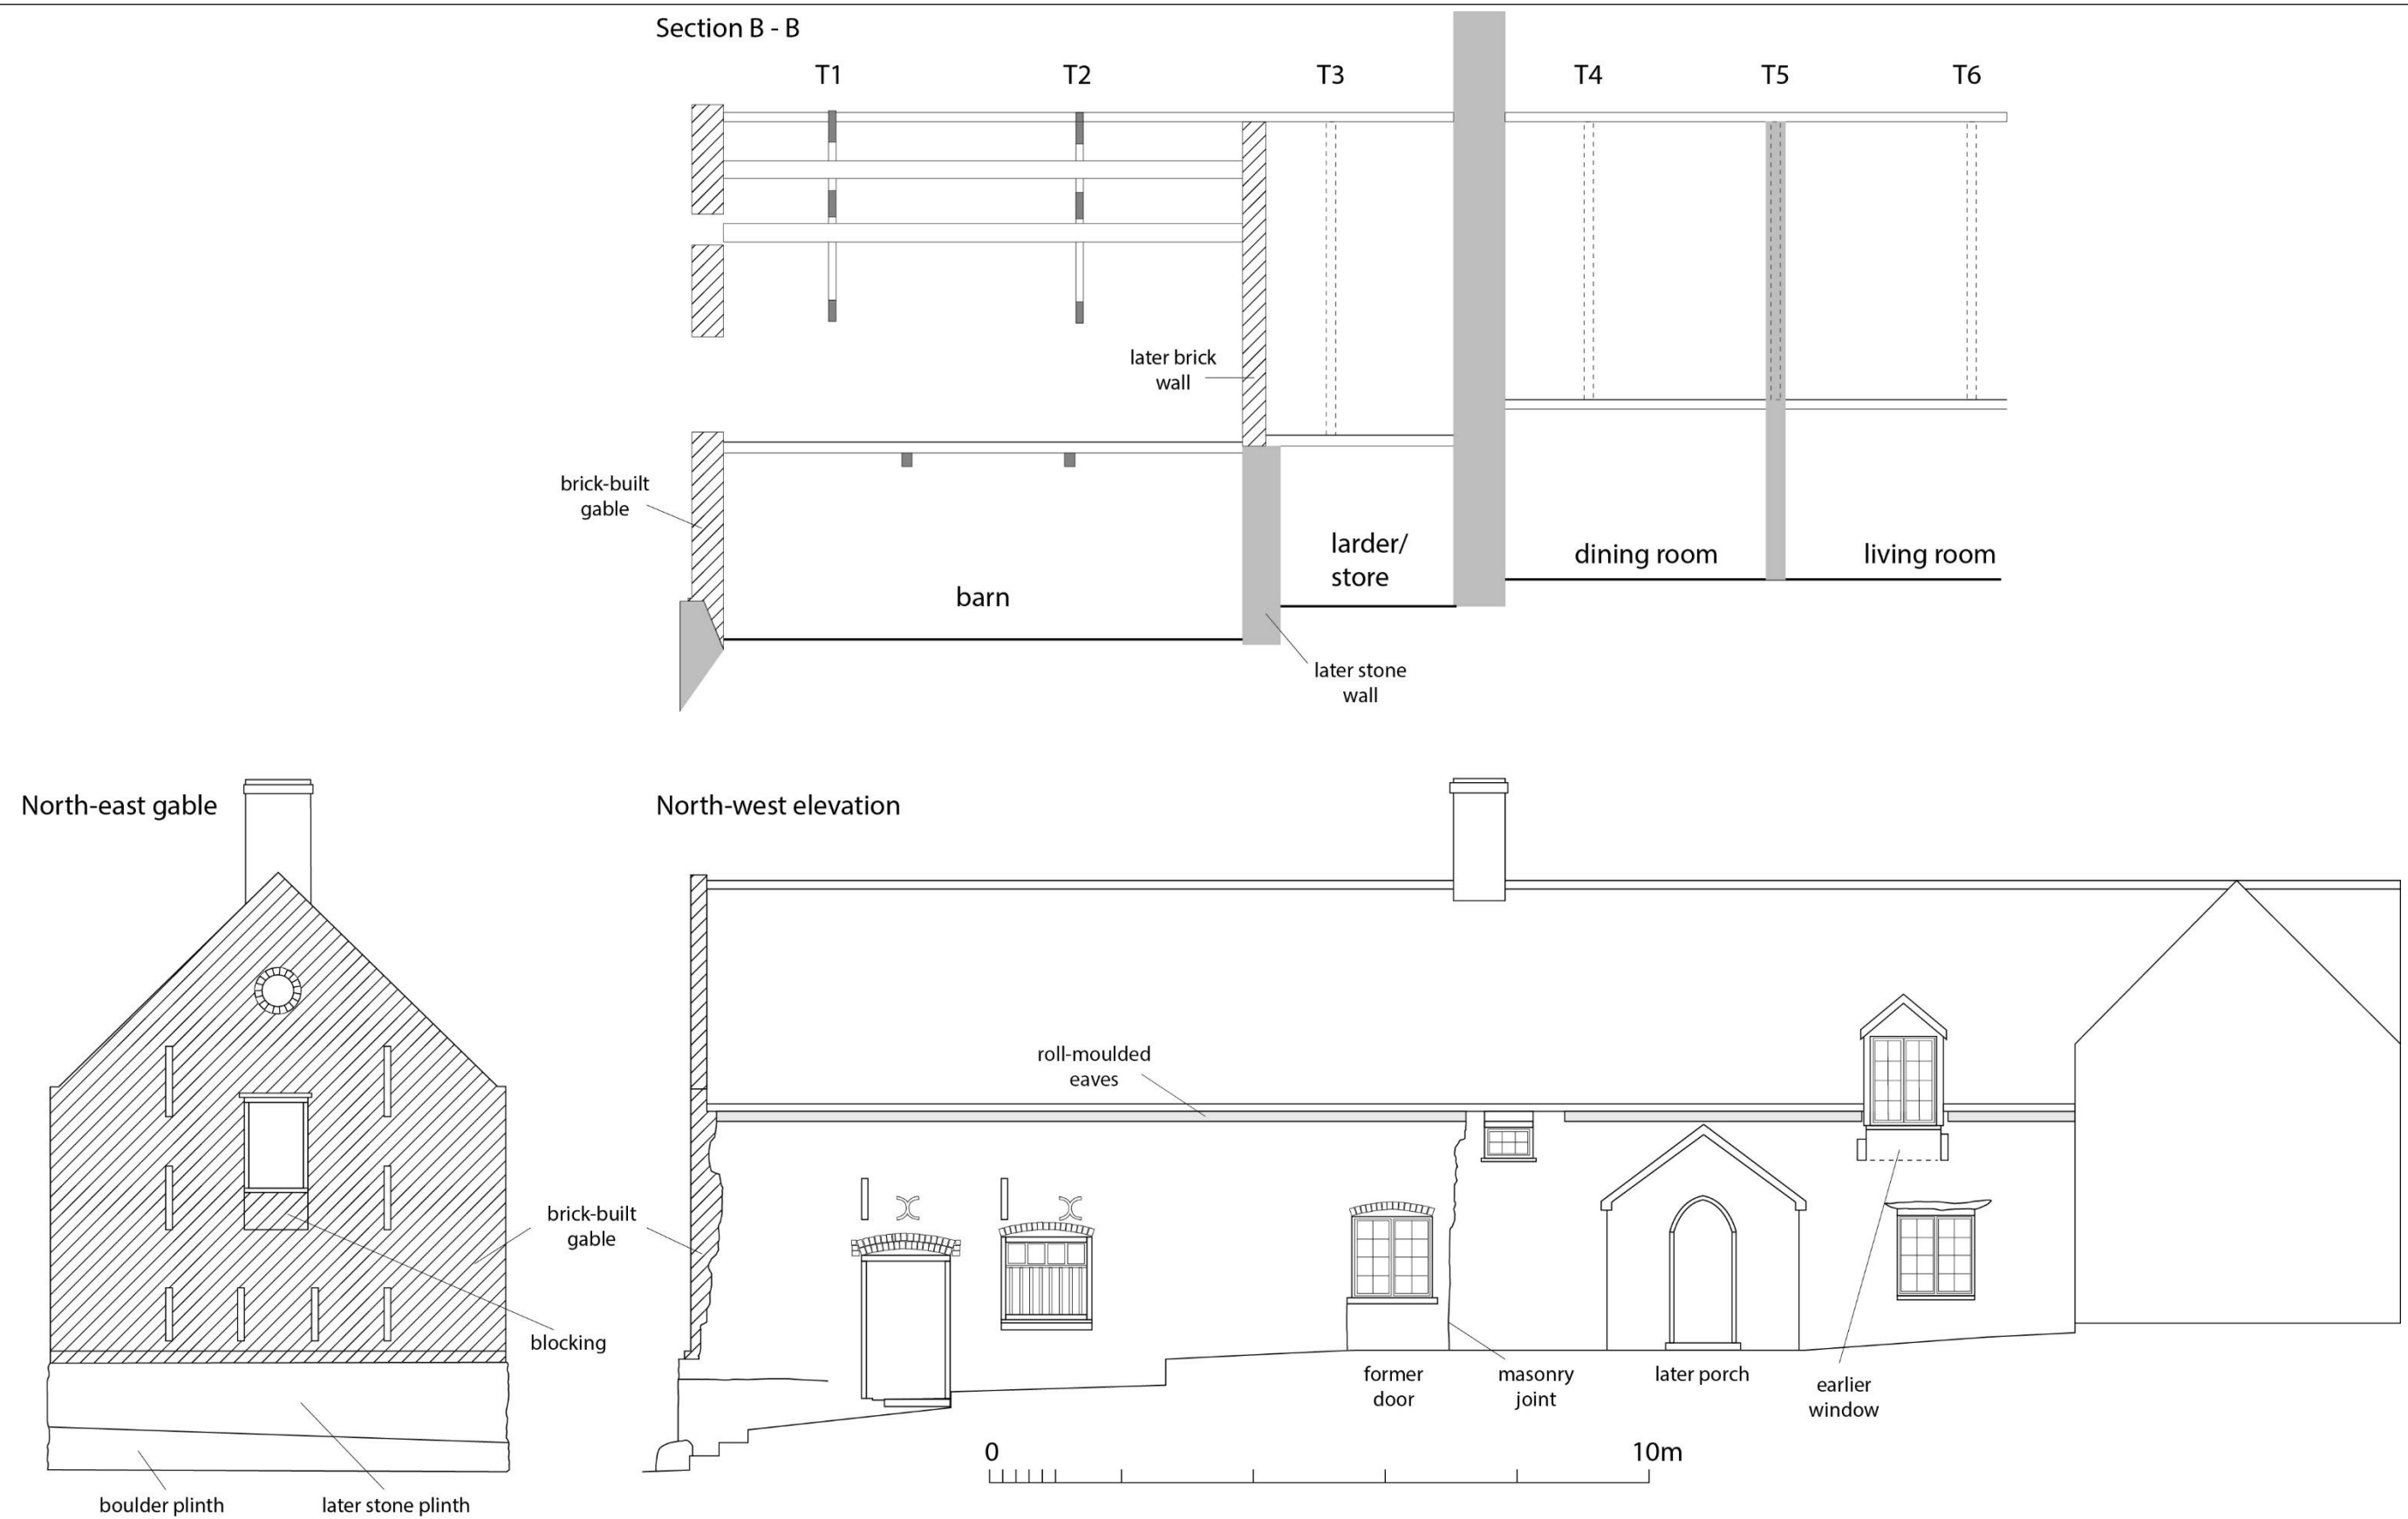 Section B - B
T1 T2 T3 T4 T5 T6
later brick
wall
brick-built
gable
larder/
store
dining room
living room
barn
later stone
wall
North-east gable
North-west elevation
roll-moulded
eaves
brick-built
gable
blocking
former
door
masonry
joint
later porch
earlier
window
0 10m
boulder plinth
later stone plinth